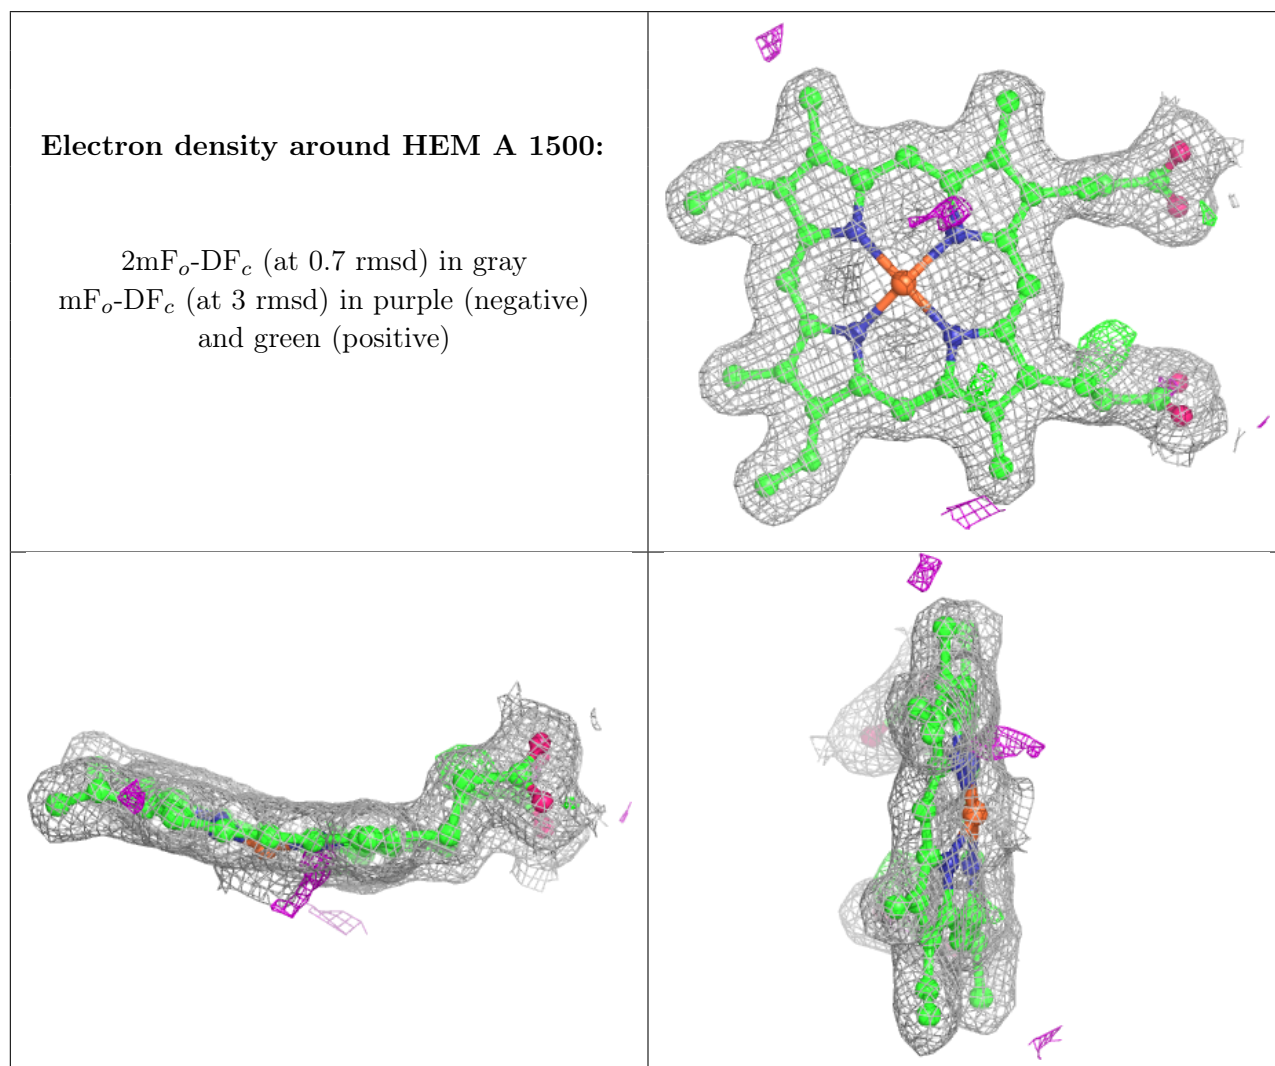 Electron density around HEM A 1500:
2mFo-DFc (at 0.7 rmsd) in gray
mFo-DFc (at 3 rmsd) in purple (negative)
and green (positive)